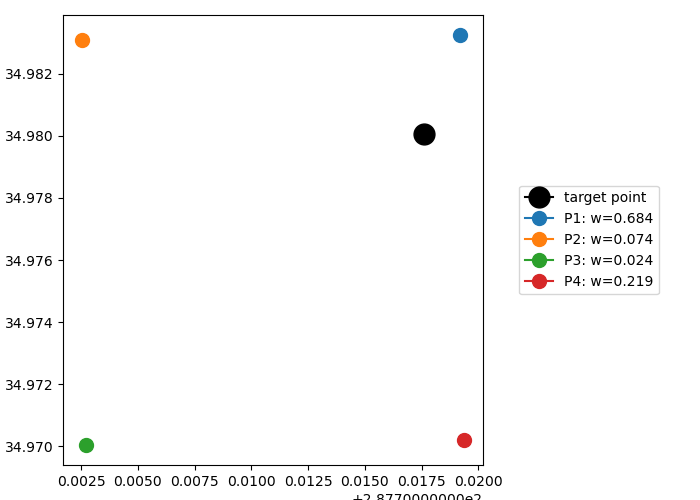 34.982
34.980
34.978
34.976
34.974
34.972
34.970
0.0025 0.0050 0.0075 0.0100 0.0125 0.0150 0.0175 0.0200
+2.8770000000e2
target point
P1: w=0.684
P2: w=0.074
P3: w=0.024
P4: w=0.219